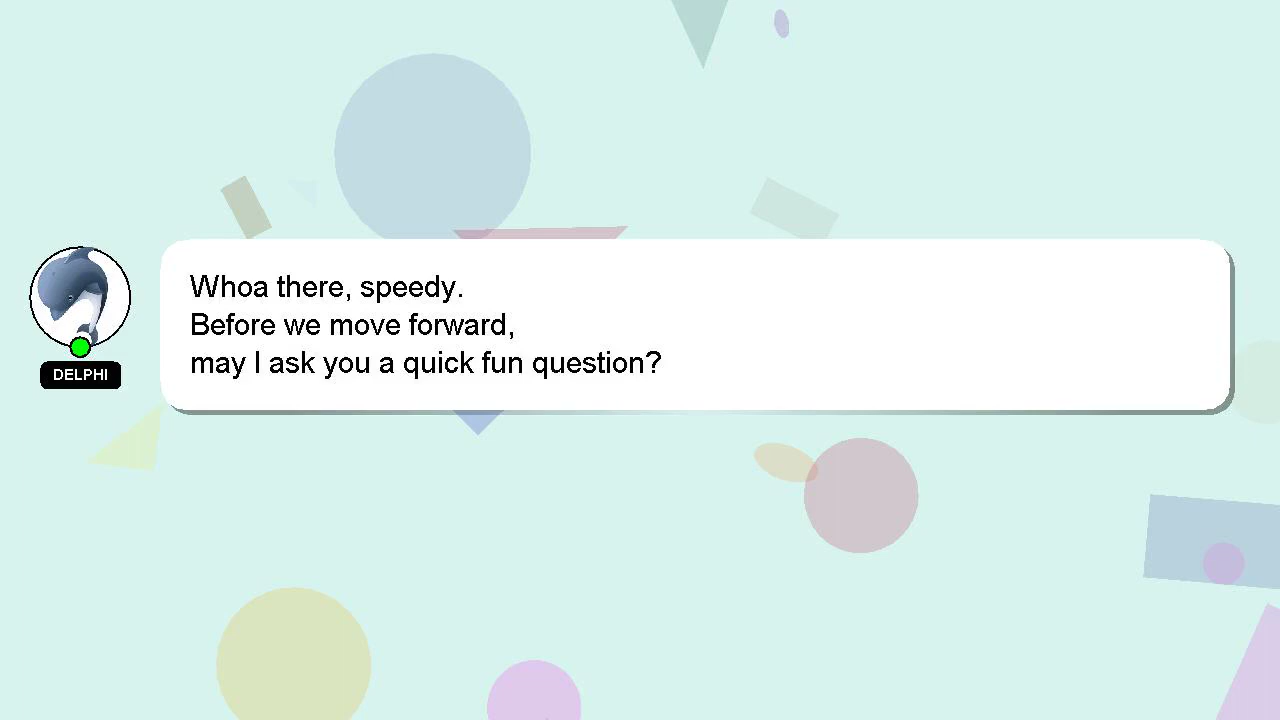 Whoa there, speedy.
Before we move forward,
may I ask you a quick fun question?
DELPHI